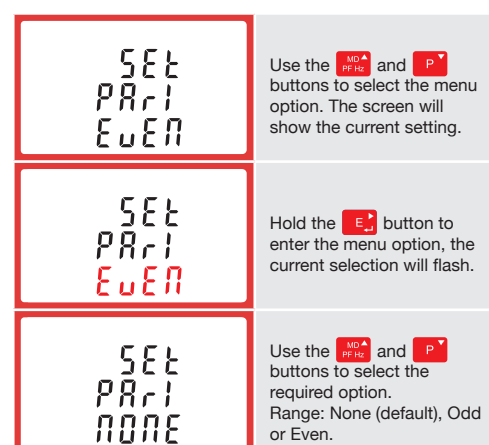 SEt
PArI
EvEN
Use the MD PF Hz and P
buttons to select the menu
option. The screen will
show the current setting.
SEt
PArI
EvEN
Hold the E button to
enter the menu option, the
current selection will flash.
SEt
PArI
NONE
Use the MD PF Hz and P
buttons to select the
required option.
Range: None (default), Odd
or Even.